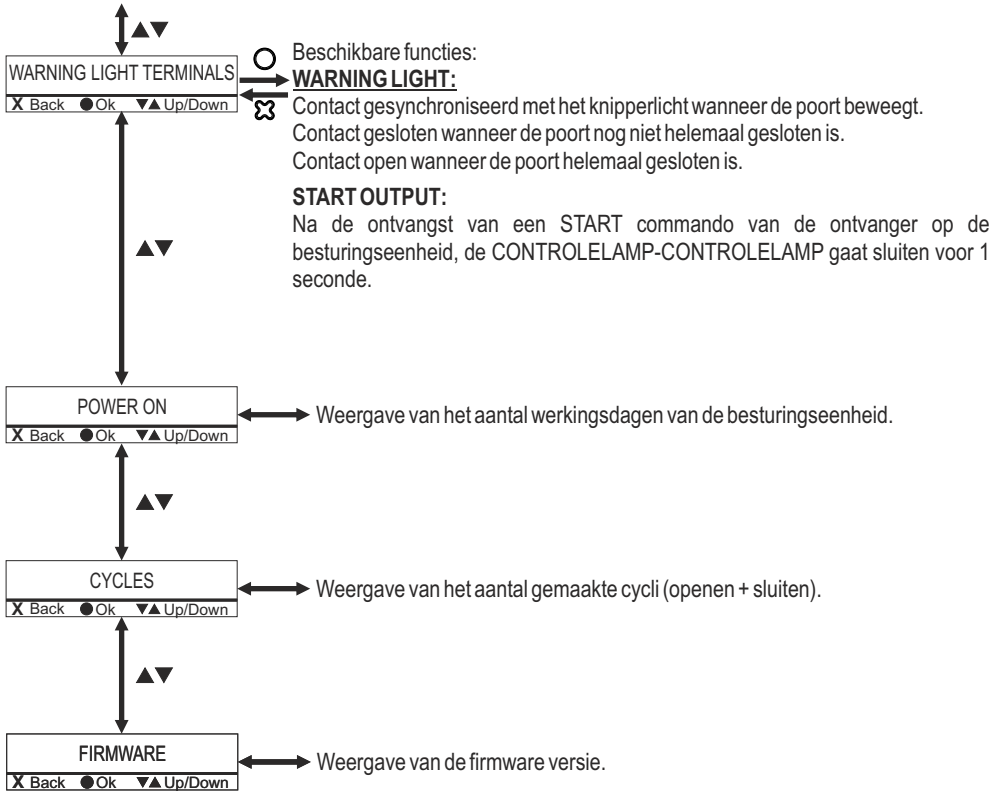 ▲▼
WARNING LIGHT TERMINALS
X Back ●Ok ▼▲ Up/Down
Beschikbare functies:
WARNING LIGHT:
Contact gesynchroniseerd met het knipperlicht wanneer de poort beweegt.
Contact gesloten wanneer de poort nog niet helemaal gesloten is.
Contact open wanneer de poort helemaal gesloten is.
START OUTPUT:
Na de ontvangst van een START commando van de ontvanger op de
besturingseenheid, de CONTROLELAMP-CONTROLELAMP gaat sluiten voor 1
seconde.
▲▼
POWER ON
X Back ●Ok ▼▲ Up/Down
Weergave van het aantal werkingsdagen van de besturingseenheid.
▲▼
CYCLES
X Back ●Ok ▼▲ Up/Down
Weergave van het aantal gemaakte cycli (openen + sluiten).
▲▼
FIRMWARE
X Back ●Ok ▼▲ Up/Down
Weergave van de firmware versie.